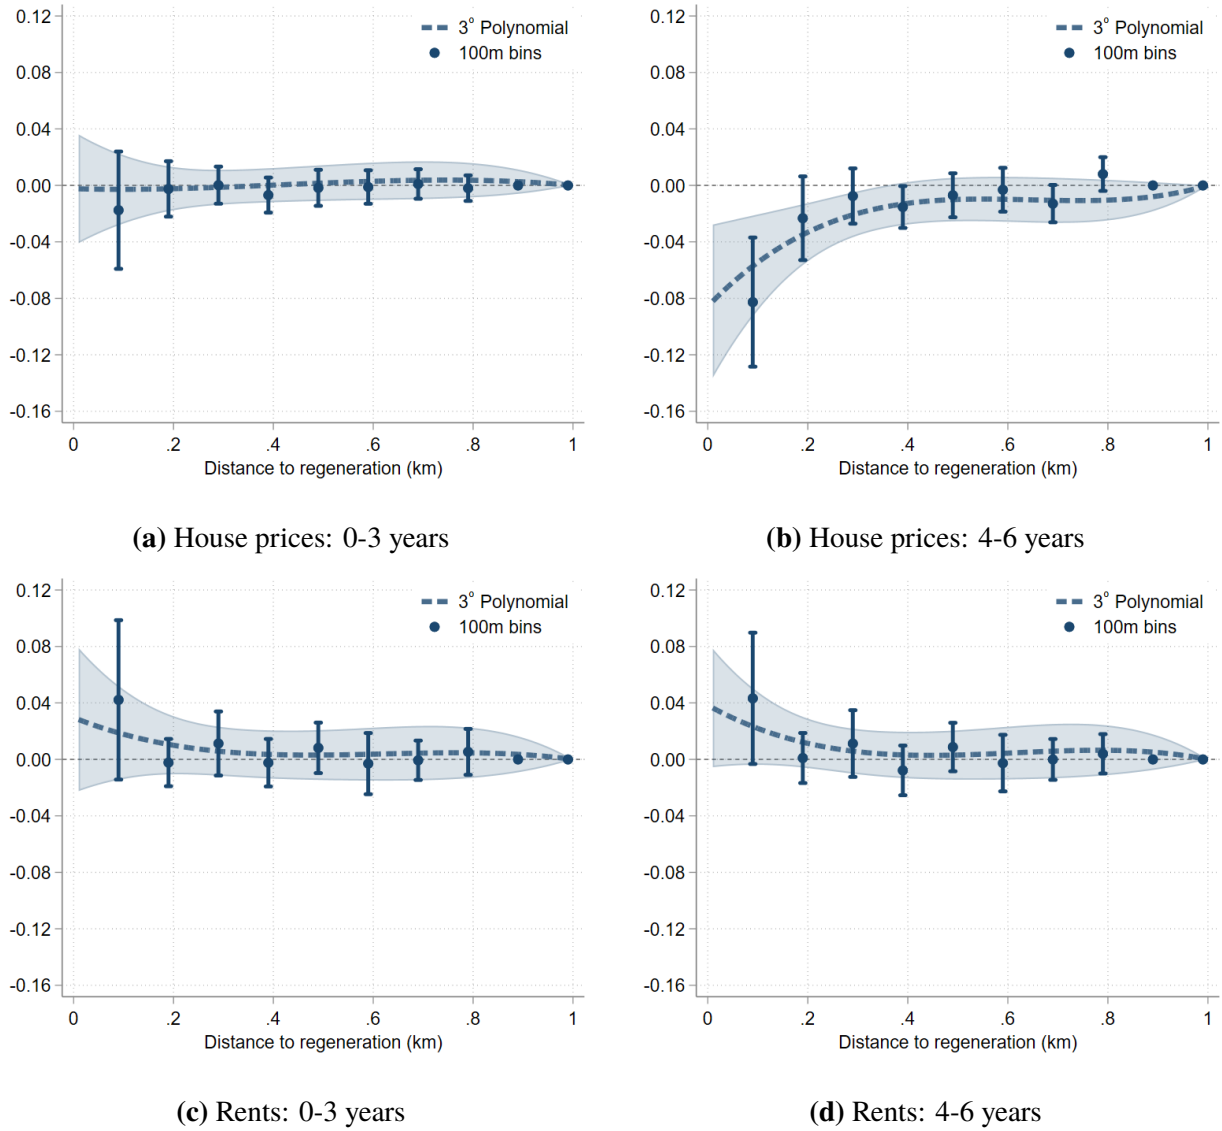 0.12
0.08
0.04
0.00
-0.04
-0.08
-0.12
-0.16
3° Polynomial
100m bins
0 .2 .4 .6 .8 1
Distance to regeneration (km)
(a) House prices: 0-3 years
0.12
0.08
0.04
0.00
-0.04
-0.08
-0.12
-0.16
3° Polynomial
100m bins
0 .2 .4 .6 .8 1
Distance to regeneration (km)
(b) House prices: 4-6 years
0.12
0.08
0.04
0.00
-0.04
-0.08
-0.12
-0.16
3° Polynomial
100m bins
0 .2 .4 .6 .8 1
Distance to regeneration (km)
(c) Rents: 0-3 years
0.12
0.08
0.04
0.00
-0.04
-0.08
-0.12
-0.16
3° Polynomial
100m bins
0 .2 .4 .6 .8 1
Distance to regeneration (km)
(d) Rents: 4-6 years